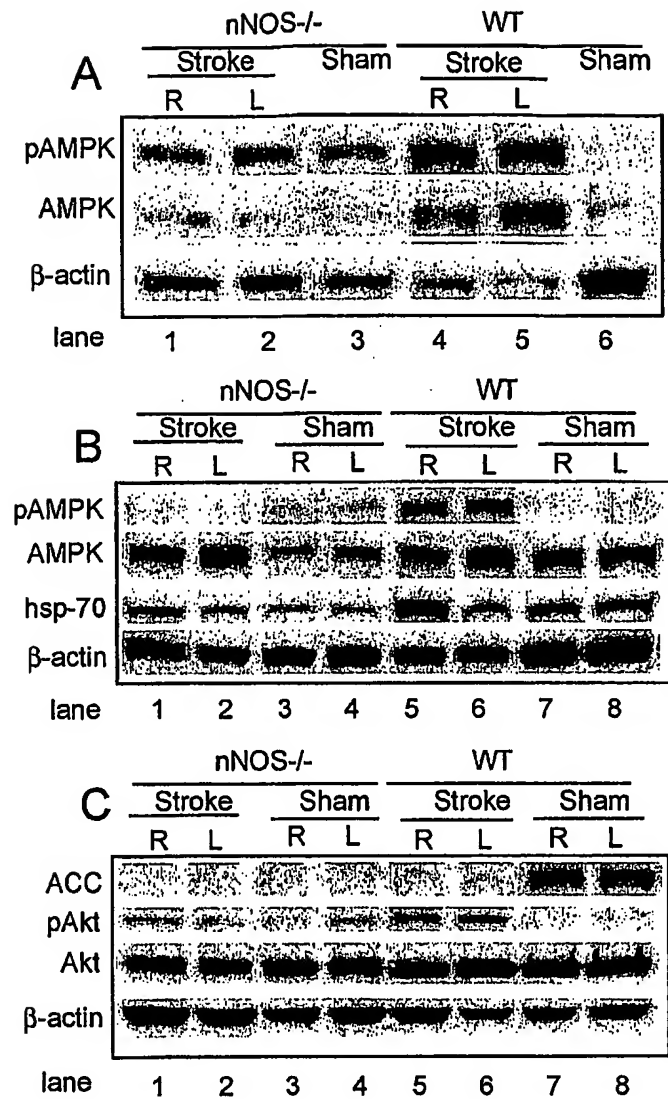 nNOS-/- WT
A Stroke Sham Stroke Sham
R L R L
pAMPK
AMPK
β-actin
lane 1 2 3 4 5 6
nNOS-/- WT
B Stroke Sham Stroke Sham
R L R L R L R L
pAMPK
AMPK
hsp-70
β-actin
lane 1 2 3 4 5 6 7 8
nNOS-/- WT
C Stroke Sham Stroke Sham
R L R L R L R L
ACC
pAkt
Akt
β-actin
lane 1 2 3 4 5 6 7 8